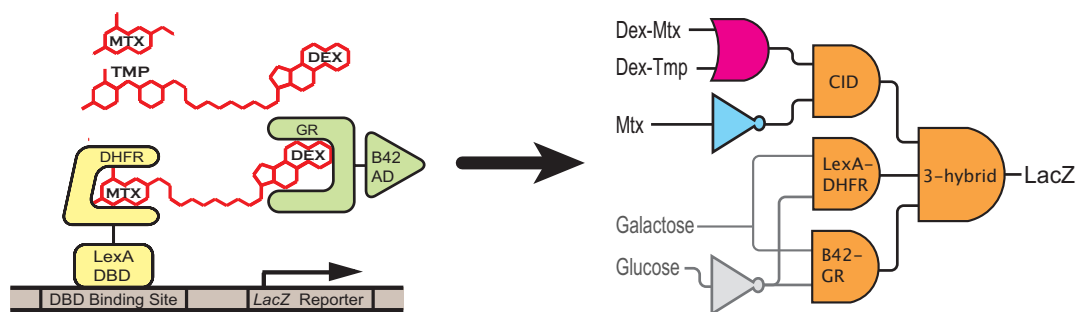 MTX
TMP
DEX
GR
DHFR
DEX
B42
AD
MTX
LexA
DBD
DBD Binding Site
LacZ Reporter
Dex-Mtx
Dex-Tmp
CID
Mtx
LexA-
DHFR
3-hybrid
LacZ
Galactose
Glucose
B42-
GR